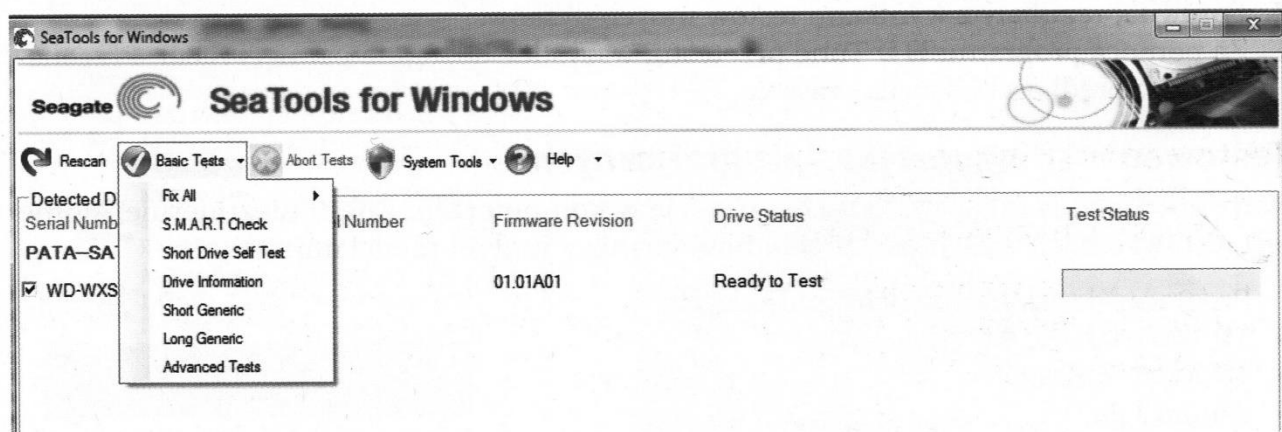 SeaTools for Windows
Seagate SeaTools for Windows
Rescan Basic Tests Abort Tests System Tools Help
Detected D
Serial Numb l Number Firmware Revision Drive Status Test Status
PATA—SA
WD-WXS 01.01A01 Ready to Test
Fix All
S.M.A.R.T Check
Short Drive Self Test
Drive Information
Short Generic
Long Generic
Advanced Tests